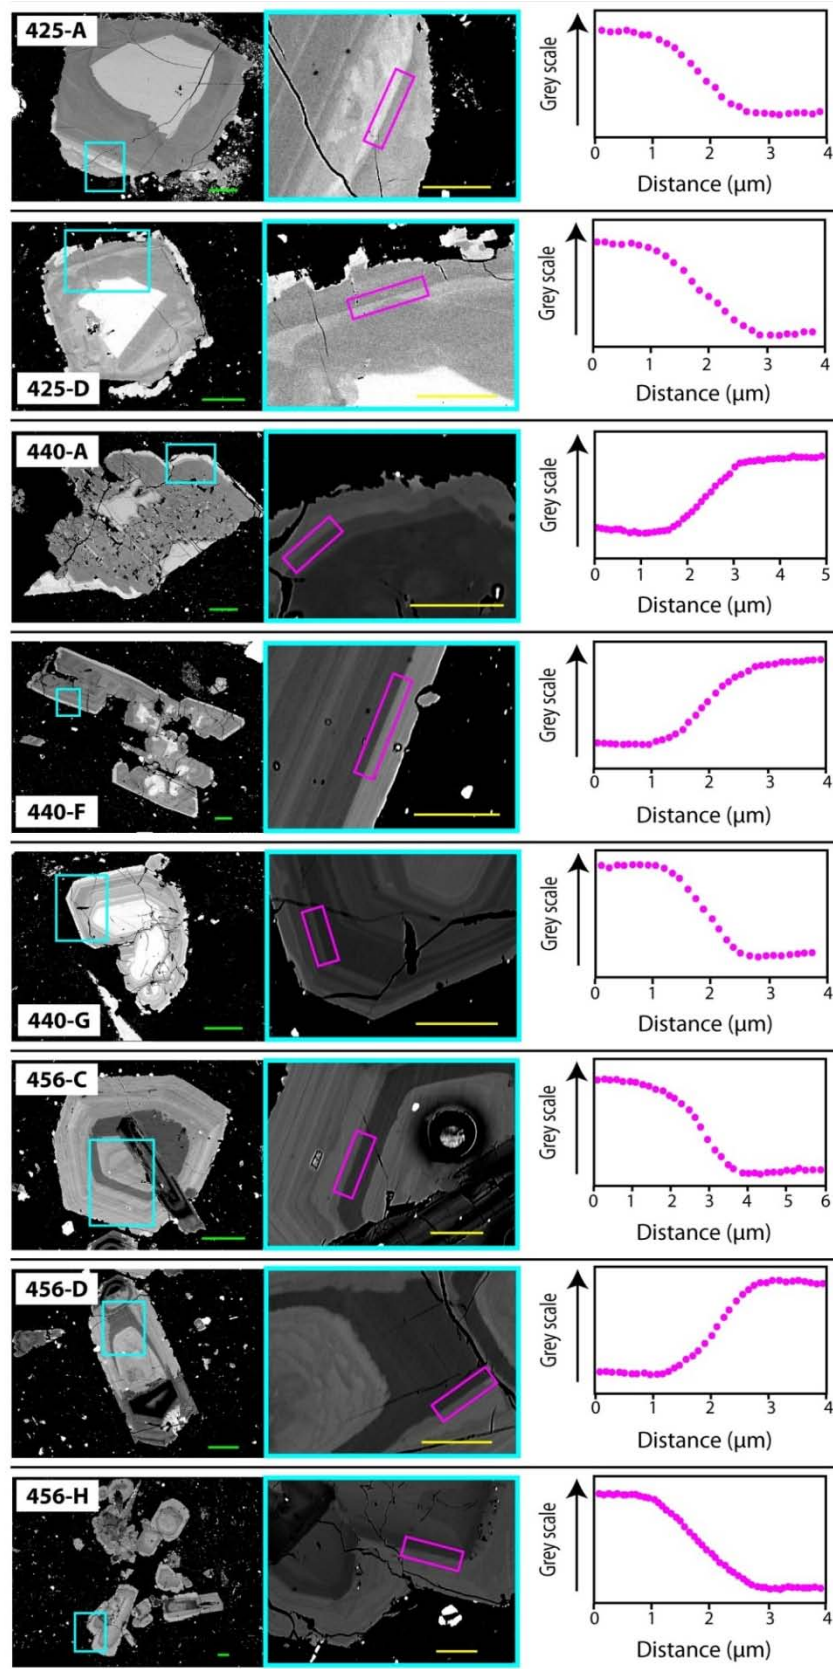 425-A
Grey scale
0 1 2 3 4
Distance (μm)
425-D
Grey scale
0 1 2 3 4
Distance (μm)
440-A
Grey scale
0 1 2 3 4 5
Distance (μm)
440-F
Grey scale
0 1 2 3 4
Distance (μm)
440-G
Grey scale
0 1 2 3 4
Distance (μm)
456-C
Grey scale
0 1 2 3 4 5 6
Distance (μm)
456-D
Grey scale
0 1 2 3 4
Distance (μm)
456-H
Grey scale
0 1 2 3 4
Distance (μm)